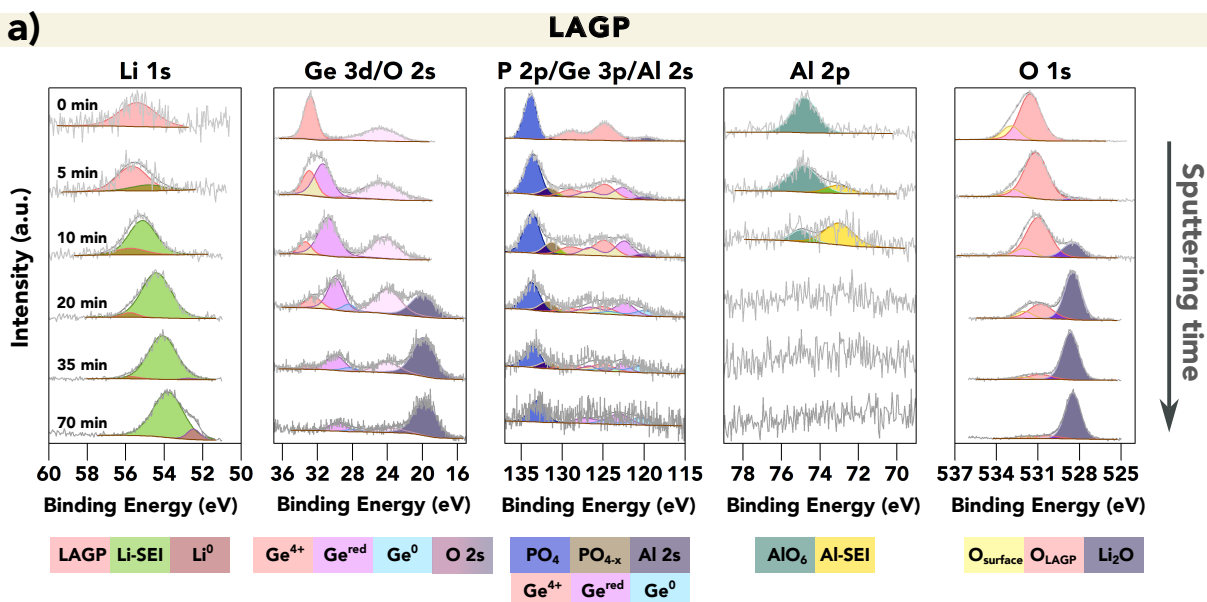 a)
LAGP
Li 1s
Ge 3d/O 2s
P 2p/Ge 3p/Al 2s
Al 2p
O 1s
0 min
5 min
10 min
20 min
35 min
70 min
Intensity (a.u.)
Sputtering time
60 58 56 54 52 50
36 32 28 24 20 16
135 130 125 120 115
78 76 74 72 70
537 534 531 528 525
Binding Energy (eV)
Binding Energy (eV)
Binding Energy (eV)
Binding Energy (eV)
Binding Energy (eV)
LAGP Li-SEI Li⁰
Ge⁴⁺ Geʳᵉᵈ Ge⁰ O 2s
PO₄ PO₄₋ₓ Al 2s
Ge⁴⁺ Geʳᵉᵈ Ge⁰
AlO₆ Al-SEI
Osurface OLAGP Li₂O